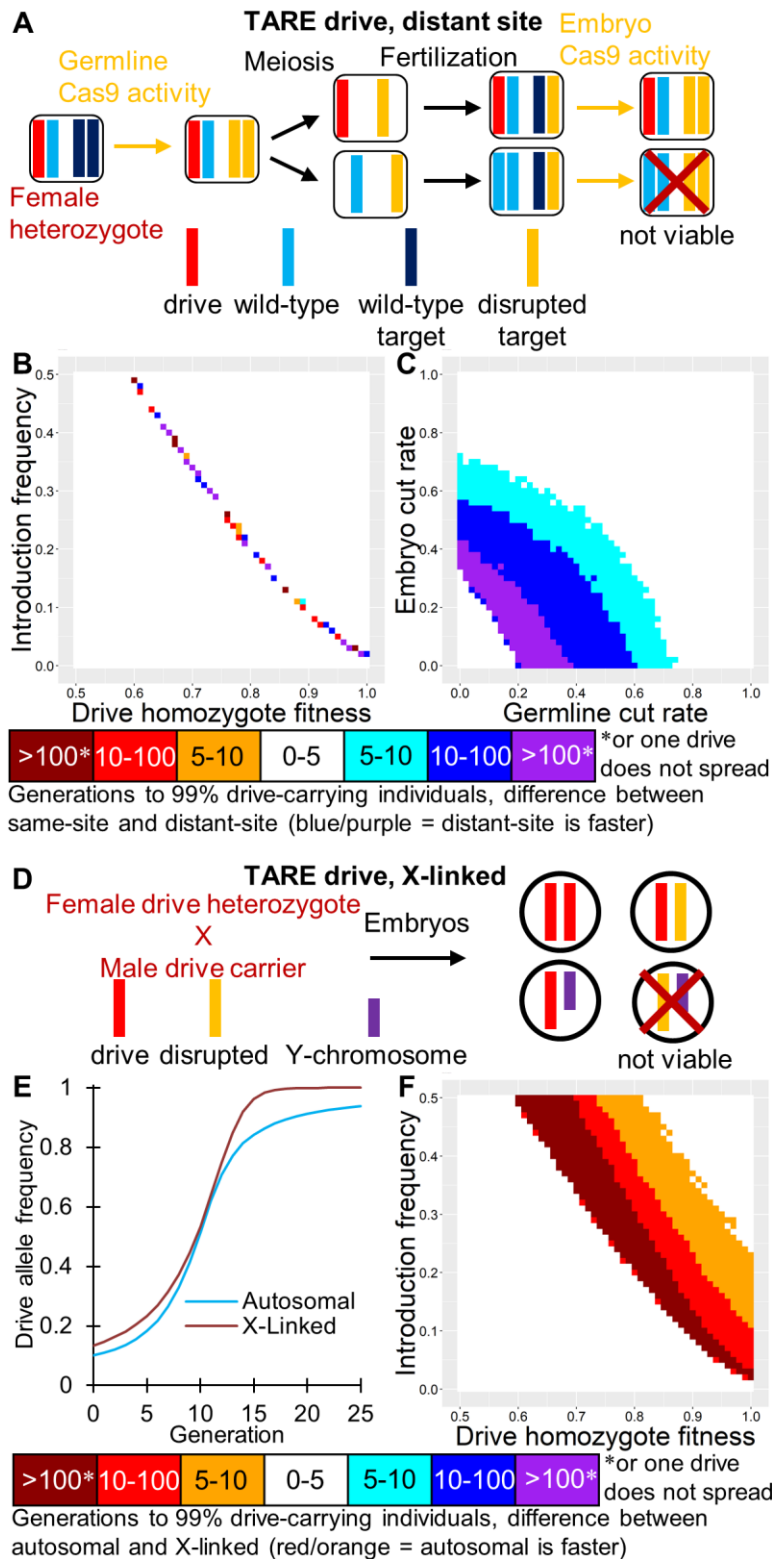 A
TARE drive, distant site
Germline
Cas9 activity
Meiosis
Fertilization
Embryo
Cas9 activity
Female
heterozygote
not viable
drive
wild-type
wild-type
target
disrupted
target
B
Introduction frequency
0.5
0.4
0.3
0.2
0.1
0.0
0.5 0.6 0.7 0.8 0.9 1.0
Drive homozygote fitness
C
Embryo cut rate
1.0
0.8
0.6
0.4
0.2
0.0
0.0 0.2 0.4 0.6 0.8 1.0
Germline cut rate
>100* 10-100 5-10 0-5 5-10 10-100 >100*
*or one drive
does not spread
Generations to 99% drive-carrying individuals, difference between
same-site and distant-site (blue/purple = distant-site is faster)
D
TARE drive, X-linked
Female drive heterozygote
X
Male drive carrier
Embryos
drive disrupted Y-chromosome
not viable
E
Drive allele frequency
1
0.8
0.6
0.4
0.2
0
Autosomal
X-Linked
0 5 10 15 20 25
Generation
F
Introduction frequency
0.5
0.4
0.3
0.2
0.1
0.0
0.5 0.6 0.7 0.8 0.9 1.0
Drive homozygote fitness
>100* 10-100 5-10 0-5 5-10 10-100 >100*
*or one drive
does not spread
Generations to 99% drive-carrying individuals, difference between
autosomal and X-linked (red/orange = autosomal is faster)